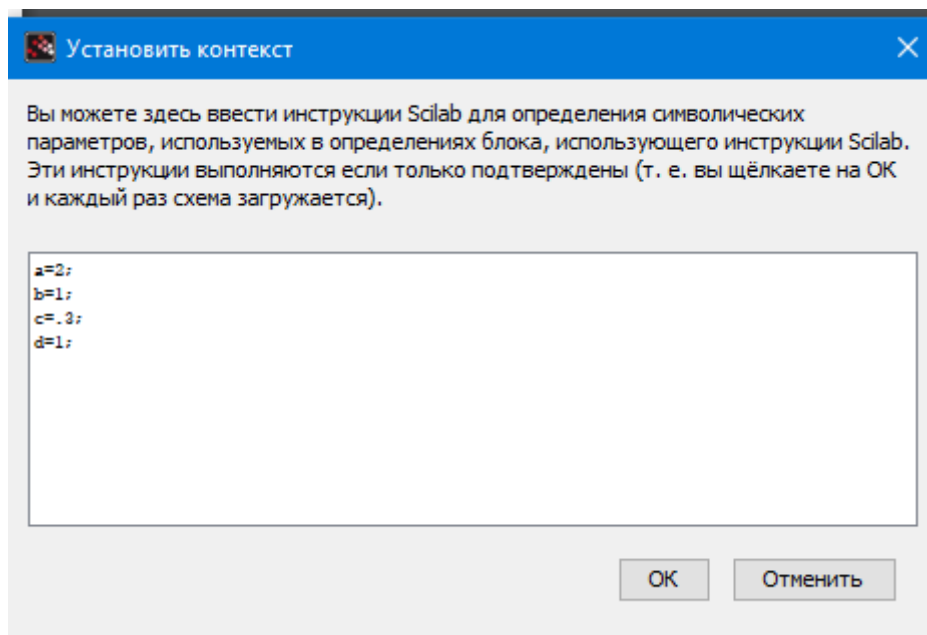 Установить контекст
Вы можете здесь ввести инструкции Scilab для определения символических
параметров, используемых в определениях блока, использующего инструкции Scilab.
Эти инструкции выполняются если только подтверждены (т. е. вы щёлкаете на ОК
и каждый раз схема загружается).
a=2;
b=1;
c=.3;
d=1;
ОК Отменить